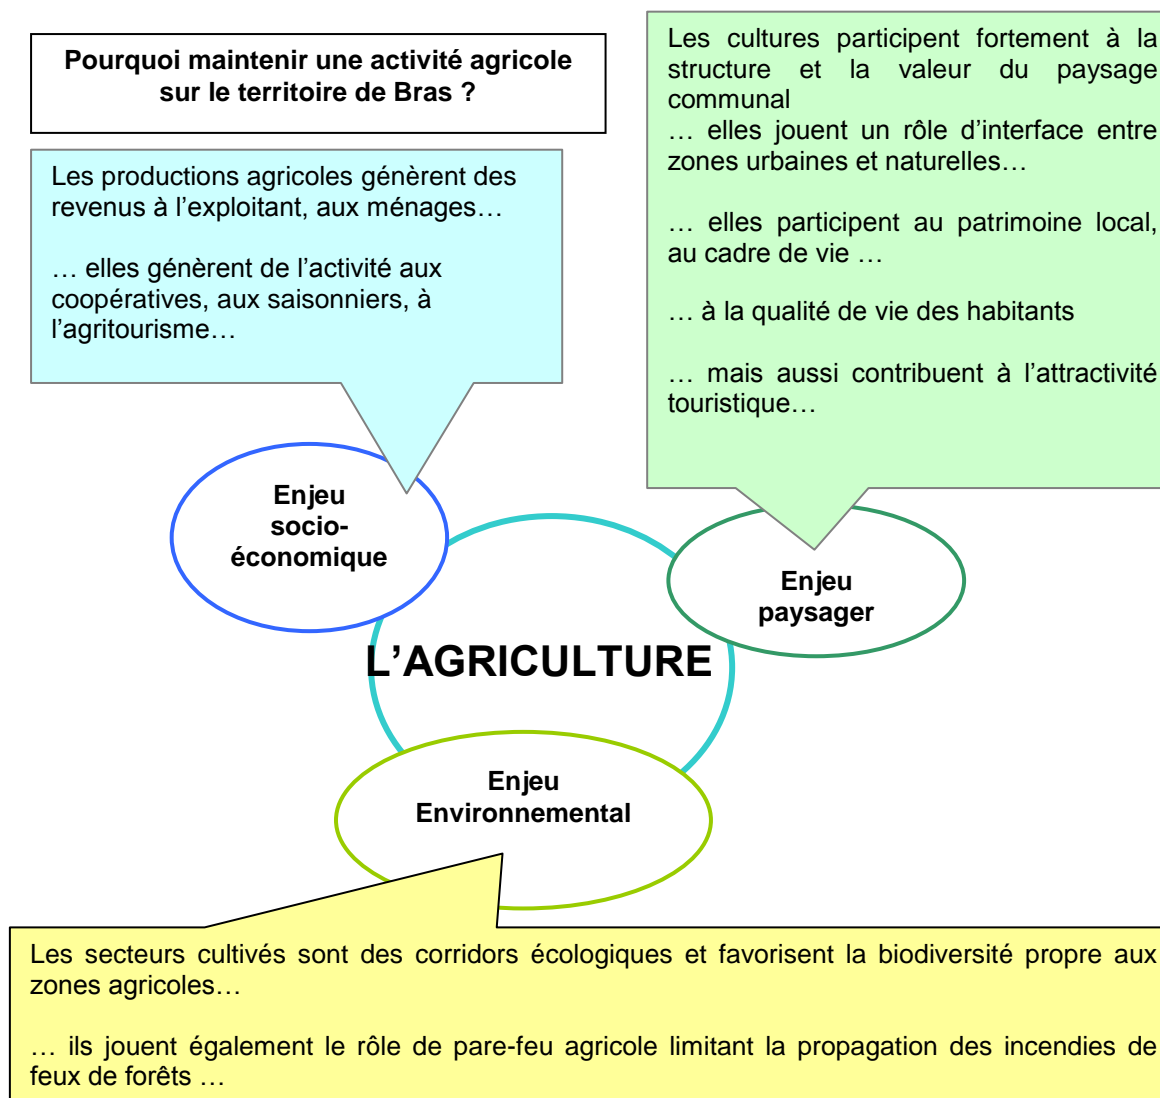 Pourquoi maintenir une activité agricole
sur le territoire de Bras ?
Les productions agricoles génèrent des
revenus à l’exploitant, aux ménages…
… elles génèrent de l’activité aux
coopératives, aux saisonniers, à
l’agritourisme…
Les cultures participent fortement à la
structure et la valeur du paysage
communal
… elles jouent un rôle d’interface entre
zones urbaines et naturelles…
… elles participent au patrimoine local,
au cadre de vie …
… à la qualité de vie des habitants
… mais aussi contribuent à l’attractivité
touristique…
Enjeu
socio-
économique
Enjeu
paysager
L’AGRICULTURE
Enjeu
Environnemental
Les secteurs cultivés sont des corridors écologiques et favorisent la biodiversité propre aux
zones agricoles…
… ils jouent également le rôle de pare-feu agricole limitant la propagation des incendies de
feux de forêts …